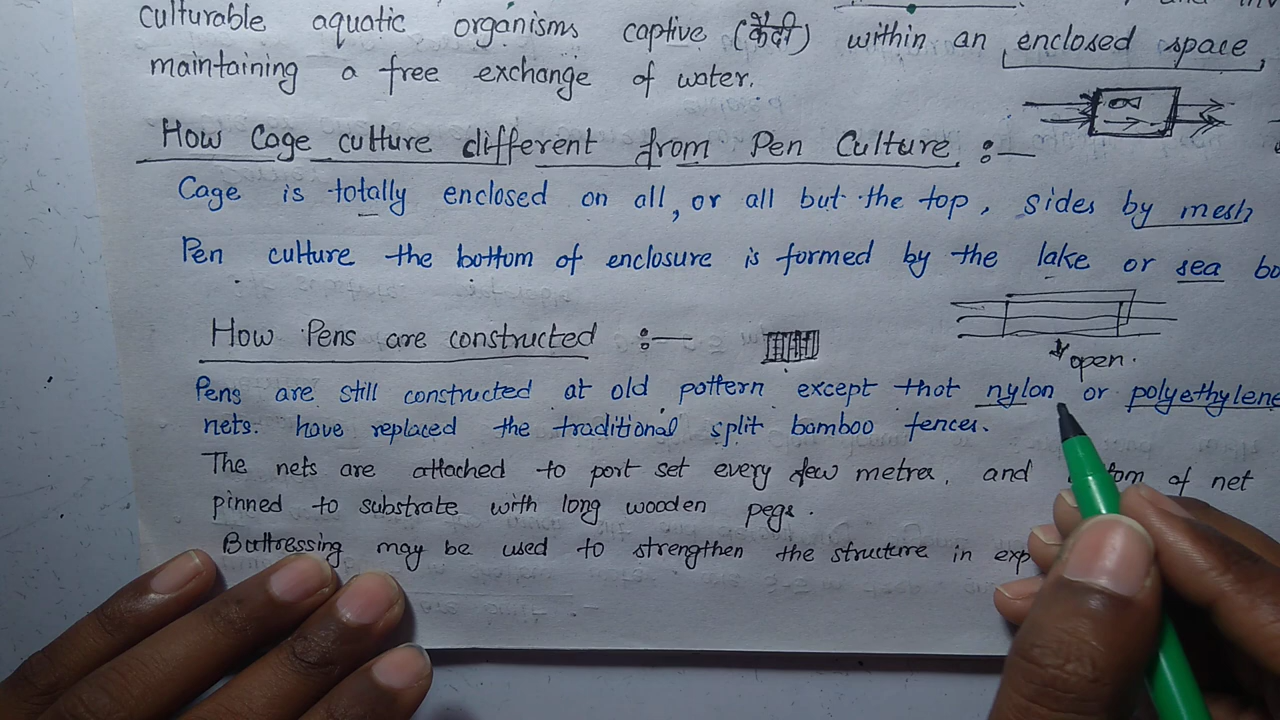 culturable aquatic organisms captive (कैदी) within an enclosed space,
maintaining a free exchange of water.
How Cage culture different from Pen Culture :—
Cage is totally enclosed on all, or all but the top, sides by mesh
Pen culture the bottom of enclosure is formed by the lake or sea bo
open.
How Pens are constructed :—
Pens are still constructed at old pattern except that nylon or polyethylene
nets. have replaced the traditional split bamboo fences.
The nets are attached to port set every few metres, and of net
pinned to substrate with long wooden pegs.
Buttressing may be used to strengthen the structure in exp